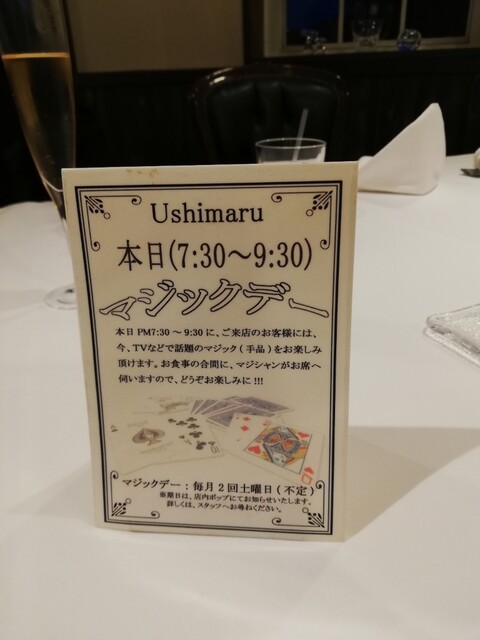 Ushimaru
本日(7:30～9:30)
マジックデー
本日PM7:30～9:30に、ご来店のお客様には、
今、TVなどで話題のマジック(手品)をお楽しみ
頂けます。お食事の合間に、マジシャンがお席へ
伺いますので、どうぞお楽しみに!!!
マジックデー：毎月2回土曜日(不定)
※期日は、店内ポップにてお知らせいたします。
詳しくは、スタッフへお尋ねください。